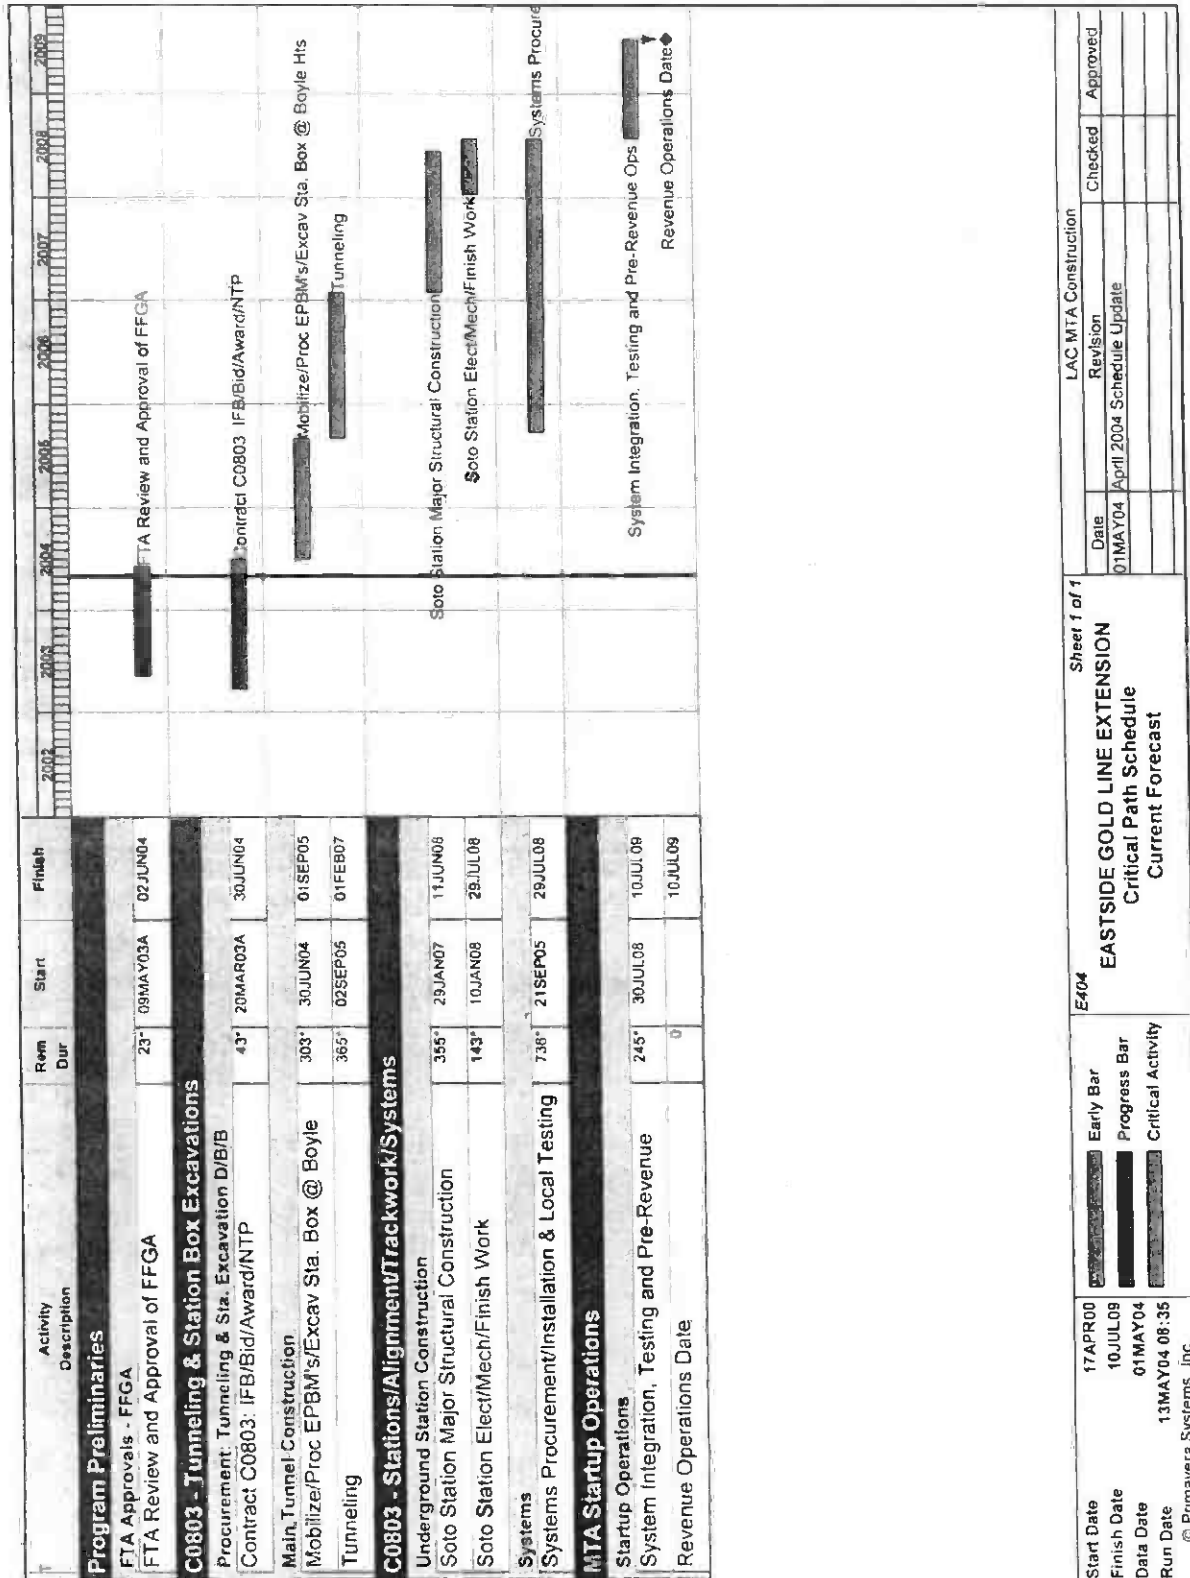 Activity Description Rem Dur Start Finish 2002 2003 2004 2005 2006 2007 2008 2009
Program Preliminaries
FTA Approvals - FFGA
FTA Review and Approval of FFGA 23* 09MAY03A 02JUN04 FTA Review and Approval of FFGA
C0803 - Tunneling & Station Box Excavations
Procurement: Tunneling & Sta. Excavation D/B/B
Contract C0803: IFB/Bid/Award/NTP 43* 20MAR03A 30JUN04 Contract C0803 IFB/Bid/Award/NTP
Main Tunnel Construction
Mobilize/Proc EPBM's/Excav Sta. Box @ Boyle 303* 30JUN04 01SEP05 Mobilize/Proc EPBM's/Excav Sta. Box @ Boyle Hts
Tunneling 365* 02SEP05 01FEB07 Tunneling
C0803 - Stations/Alignment/Trackwork/Systems
Underground Station Construction
Soto Station Major Structural Construction 355* 29JAN07 11JUN08 Soto Station Major Structural Construction
Soto Station Elect/Mech/Finish Work 143* 10JAN08 29JUL08 Soto Station Elect/Mech/Finish Work
Systems
Systems Procurement/Installation & Local Testing 738* 21SEP05 29JUL08 Systems Procure
MTA Startup Operations
Startup Operations
System Integration, Testing and Pre-Revenue 245* 30JUL08 10JUL09 System Integration, Testing and Pre-Revenue Ops
Revenue Operations Date 0 10JUL09 Revenue Operations Date
Start Date 17APR00
Finish Date 10JUL09
Data Date 01MAY04
Run Date 13MAY04 08:35
© Primavera Systems, Inc
Early Bar
Progress Bar
Critical Activity
E404 Sheet 1 of 1
EASTSIDE GOLD LINE EXTENSION
Critical Path Schedule
Current Forecast
LAC MTA Construction
Date Revision Checked Approved
01MAY04 April 2004 Schedule Update